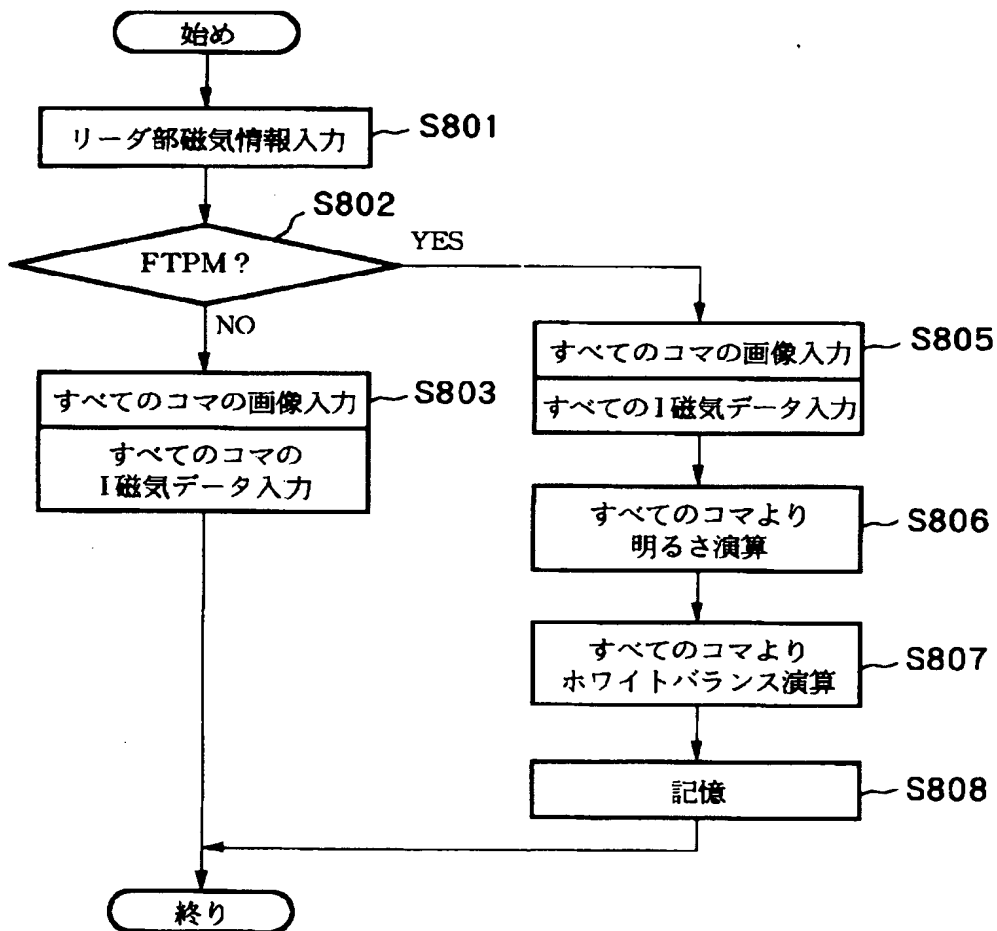 始め
リーダ部磁気情報入力
S801
S802
FTPM?
YES
NO
すべてのコマの画像入力
S803
すべてのコマの
I磁気データ入力
すべてのコマの画像入力
S805
すべてのI磁気データ入力
すべてのコマより
明るさ演算
S806
すべてのコマより
ホワイトバランス演算
S807
記憶
S808
終り